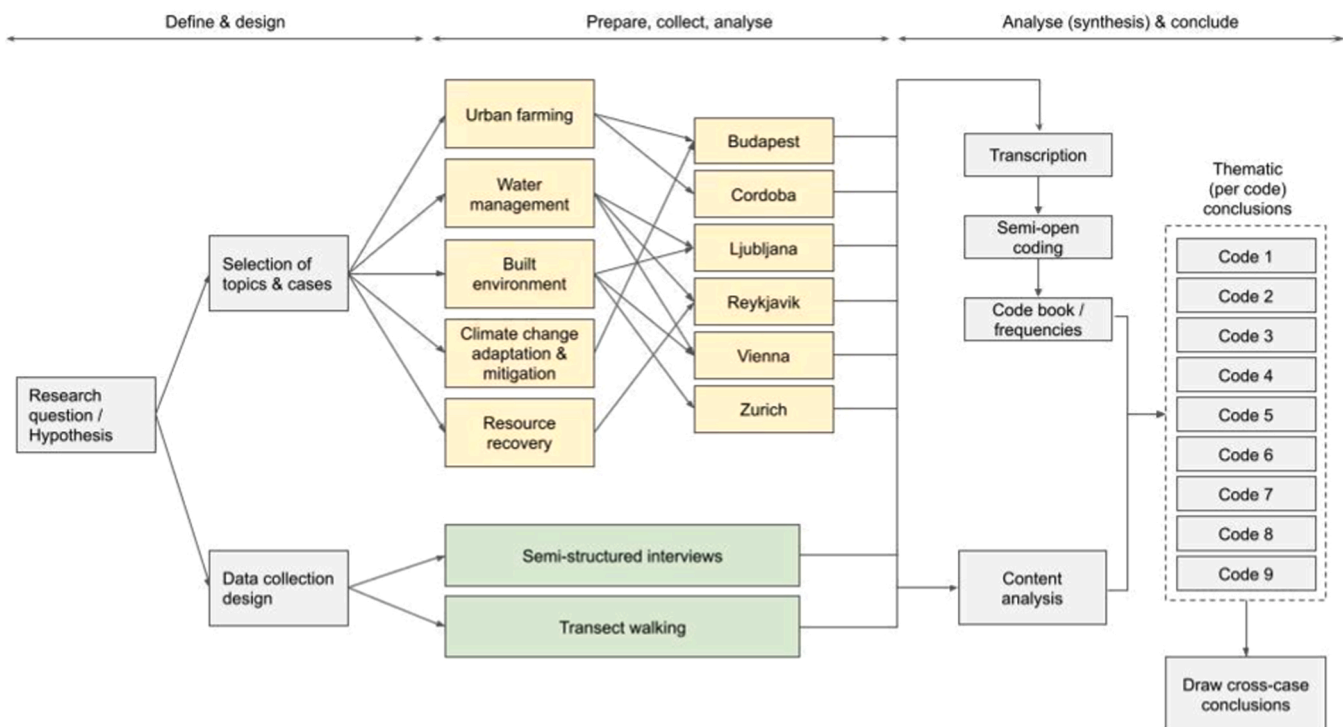 Define & design
Prepare, collect, analyse
Analyse (synthesis) & conclude
Urban farming
Water
management
Built
environment
Climate change
adaptation &
mitigation
Resource
recovery
Budapest
Cordoba
Ljubljana
Reykjavik
Vienna
Zurich
Selection of
topics & cases
Research
question /
Hypothesis
Data collection
design
Semi-structured interviews
Transect walking
Transcription
Semi-open
coding
Code book /
frequencies
Content
analysis
Thematic
(per code)
conclusions
Code 1
Code 2
Code 3
Code 4
Code 5
Code 6
Code 7
Code 8
Code 9
Draw cross-case
conclusions